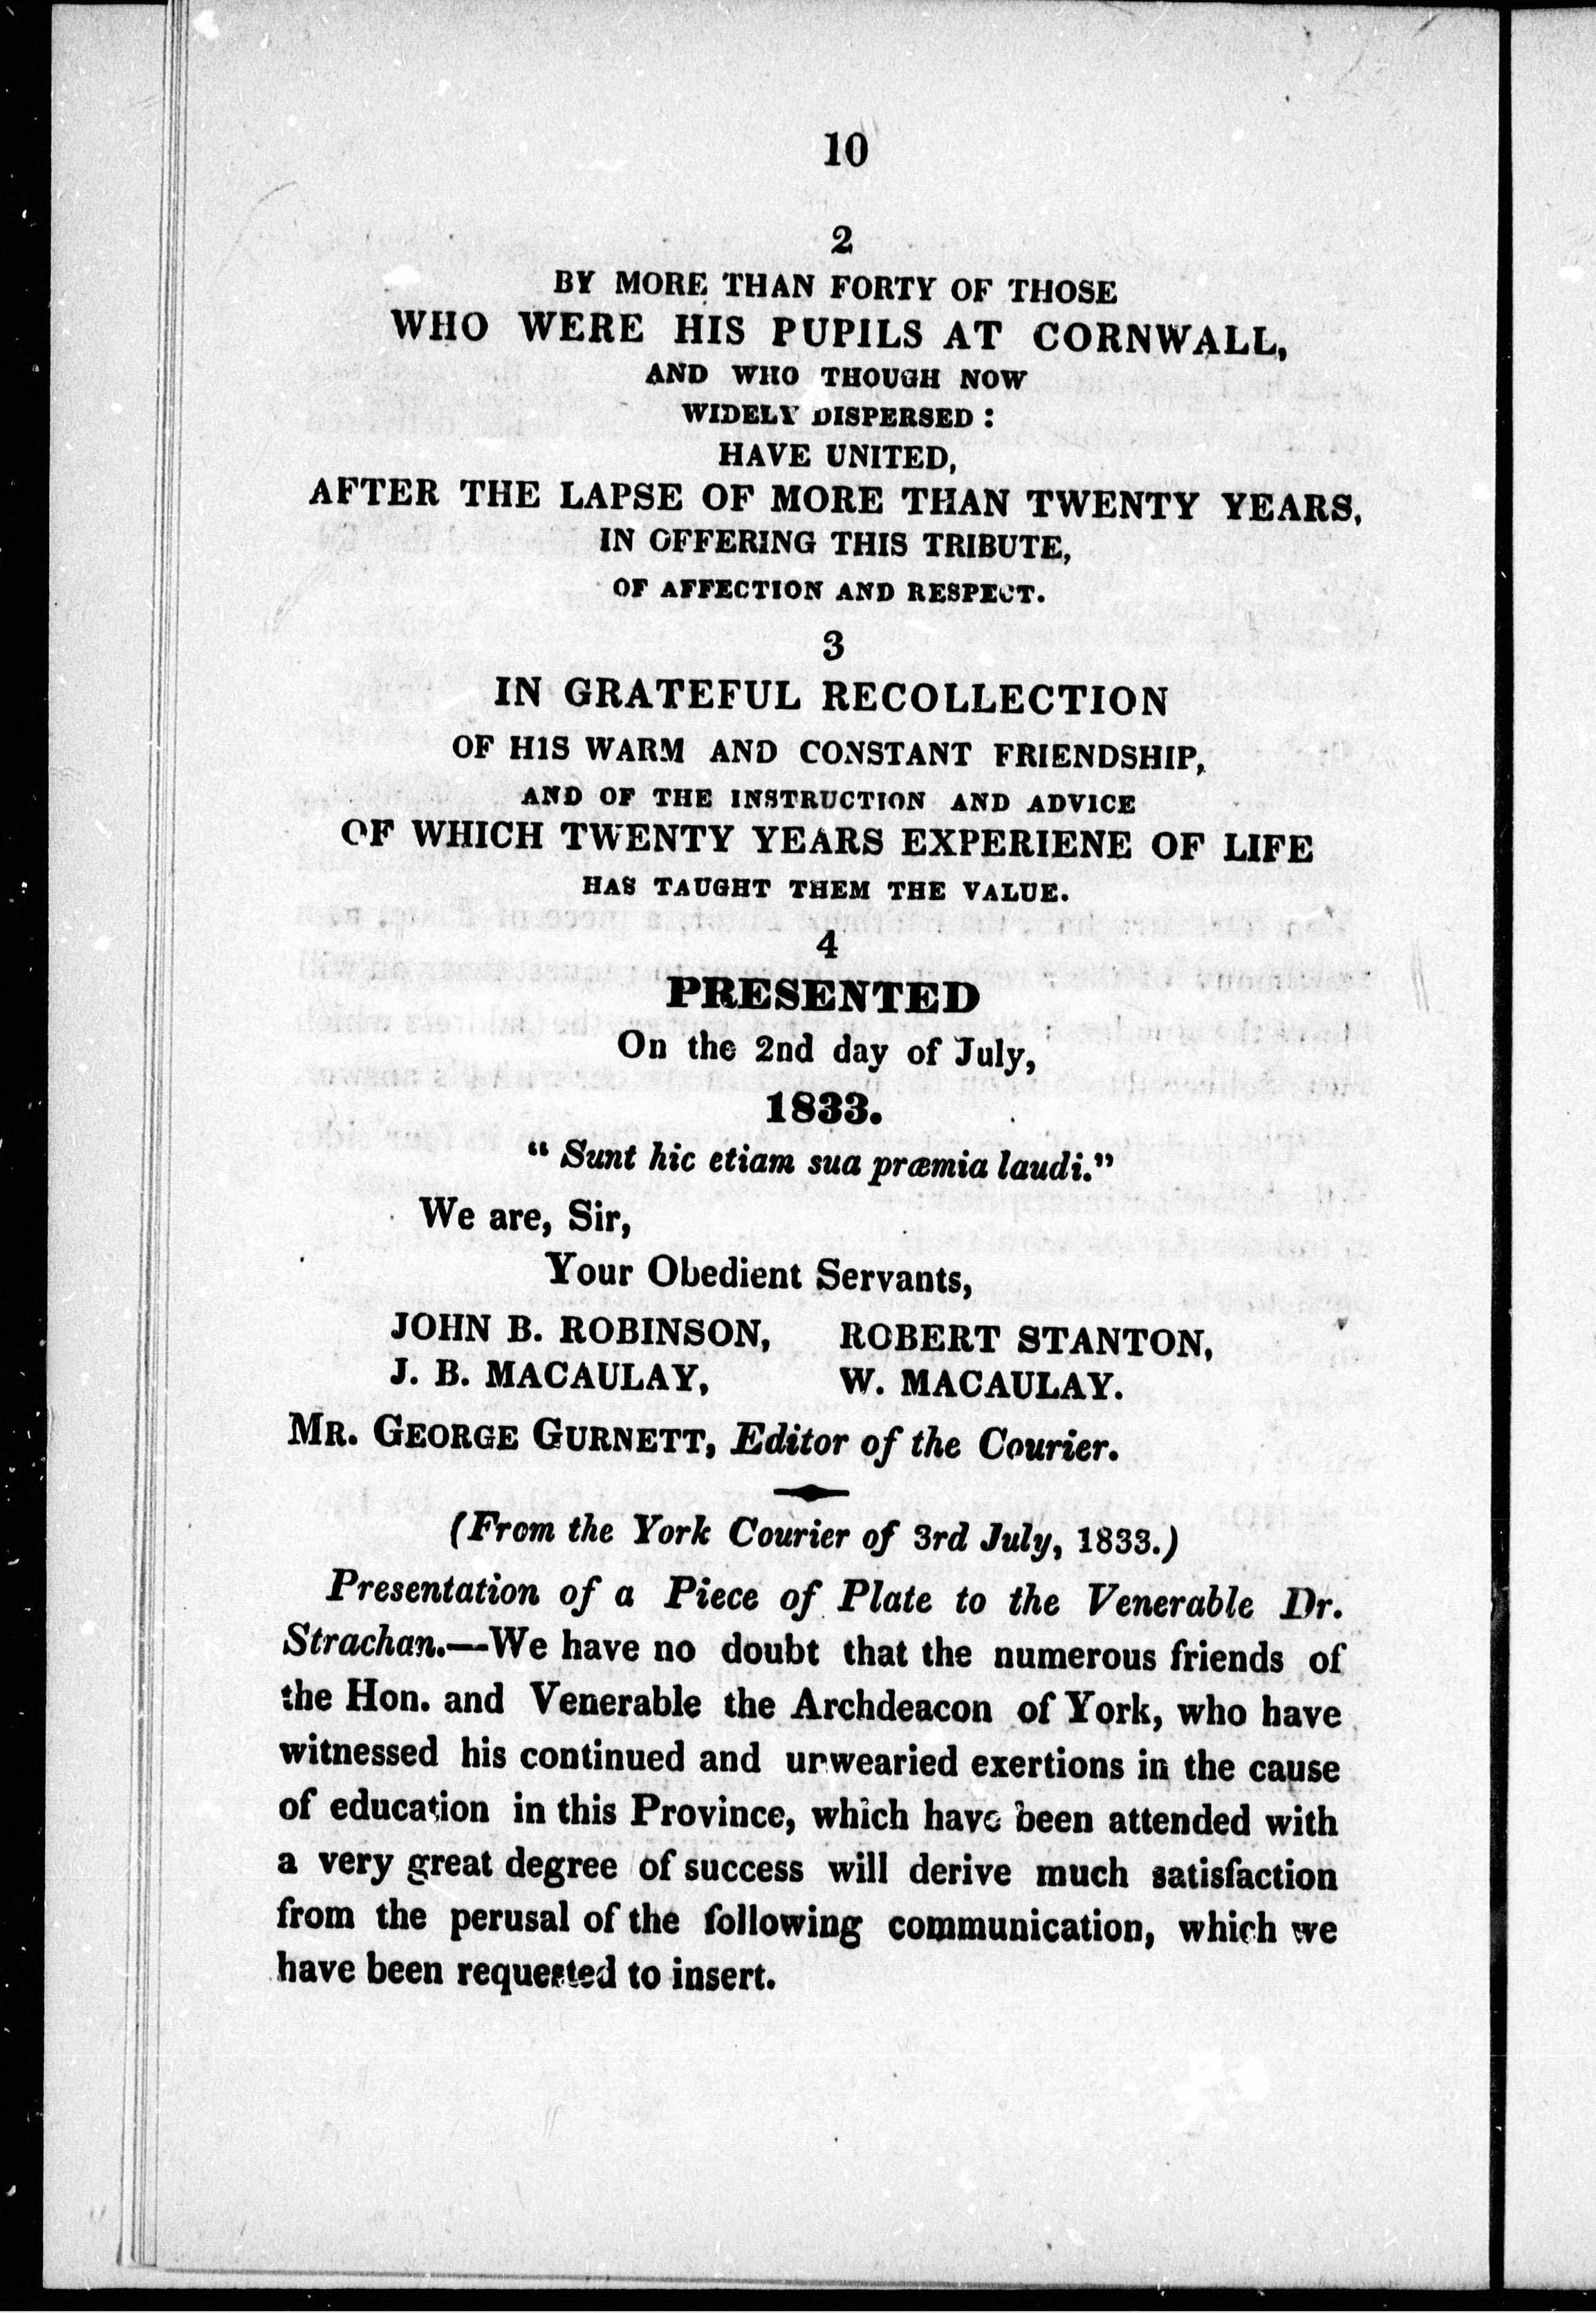 10
2
BY MORE THAN FORTY OF THOSE
WHO WERE HIS PUPILS AT CORNWALL,
AND WHO THOUGH NOW
WIDELY DISPERSED :
HAVE UNITED,
AFTER THE LAPSE OF MORE THAN TWENTY YEARS,
IN OFFERING THIS TRIBUTE,
OF AFFECTION AND RESPECT.
3
IN GRATEFUL RECOLLECTION
OF HIS WARM AND CONSTANT FRIENDSHIP,
AND OF THE INSTRUCTION AND ADVICE
OF WHICH TWENTY YEARS EXPERIENE OF LIFE
HAS TAUGHT THEM THE VALUE.
4
PRESENTED
On the 2nd day of July,
1833.
" Sunt hic etiam sua præmia laudi."
We are, Sir,
Your Obedient Servants,
JOHN B. ROBINSON, ROBERT STANTON,
J. B. MACAULAY, W. MACAULAY.
MR. GEORGE GURNETT, Editor of the Courier.
(From the York Courier of 3rd July, 1833.)
Presentation of a Piece of Plate to the Venerable Dr.
Strachan.—We have no doubt that the numerous friends of
the Hon. and Venerable the Archdeacon of York, who have
witnessed his continued and unwearied exertions in the cause
of education in this Province, which have been attended with
a very great degree of success will derive much satisfaction
from the perusal of the following communication, which we
have been requested to insert.